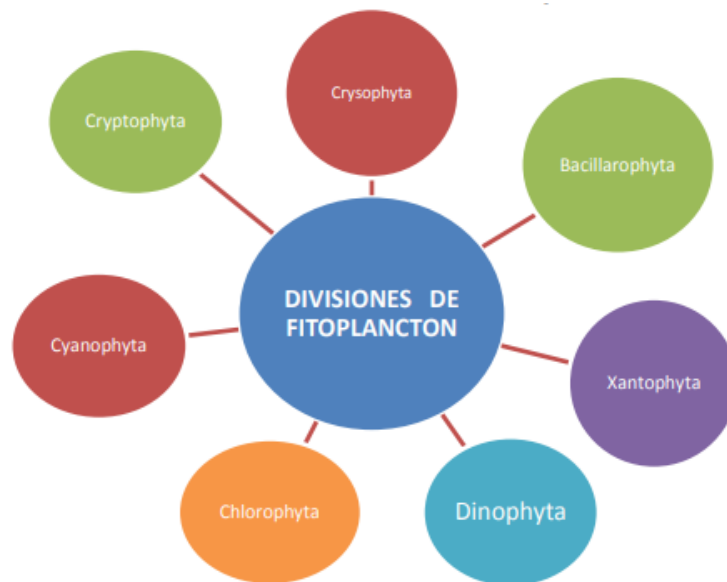 Crysophyta
Cryptophyta
Bacillarophyta
DIVISIONES DE
FITOPLANCTON
Cyanophyta
Xantophyta
Chlorophyta
Dinophyta